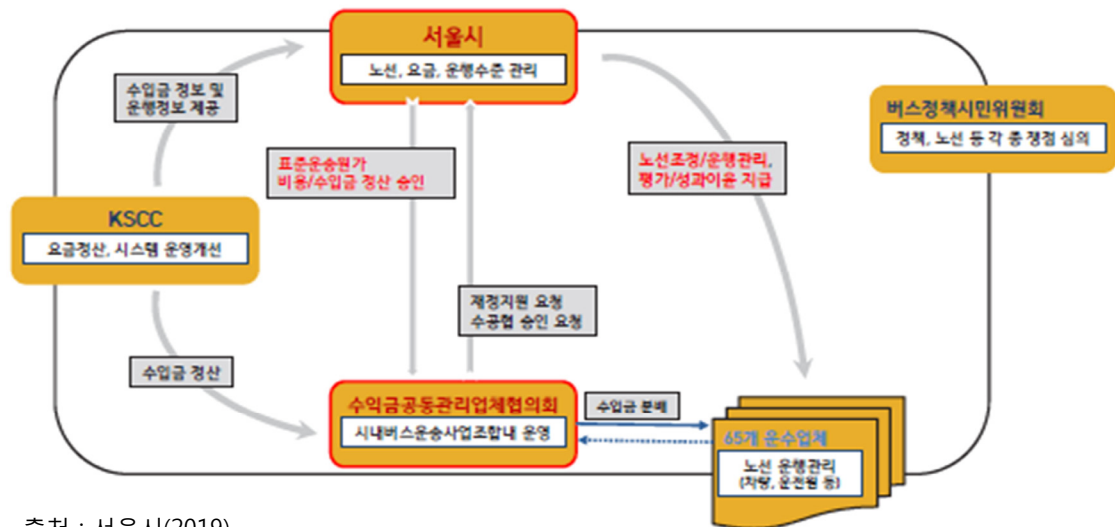 서울시
노선, 요금, 운행수준 관리
수입금 정보 및
운행정보 제공
버스정책시민위원회
정책, 노선 등 각 종 쟁점 심의
표준운송원가
비용/수입금 정산 승인
노선조정/운행관리,
평가/성과이윤 지급
KSCC
요금정산, 시스템 운영개선
재정지원 요청
수공협 승인 요청
수입금 정산
수익금공동관리업체협의회
시내버스운송사업조합내 운영
수입금 분배
65개 운수업체
노선 운행관리
(차량, 운전원 등)
출처 : 서울시(2019)